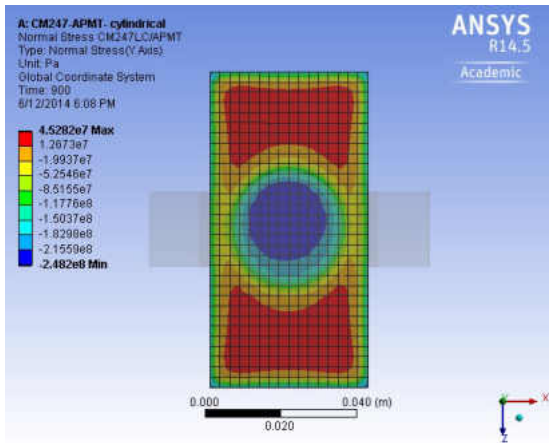 A: CM247-APMT- cylindrical
Normal Stress CM247LC/APMT
Type: Normal Stress(Y Axis)
Unit: Pa
Global Coordinate System
Time: 900
6/12/2014 6:08 PM
4.5282e7 Max
1.2673e7
-1.9937e7
-5.2546e7
-8.5155e7
-1.1776e8
-1.5037e8
-1.8298e8
-2.1559e8
-2.482e8 Min
ANSYS
R14.5
Academic
0.000
0.040 (m)
0.020
Y
X
Z